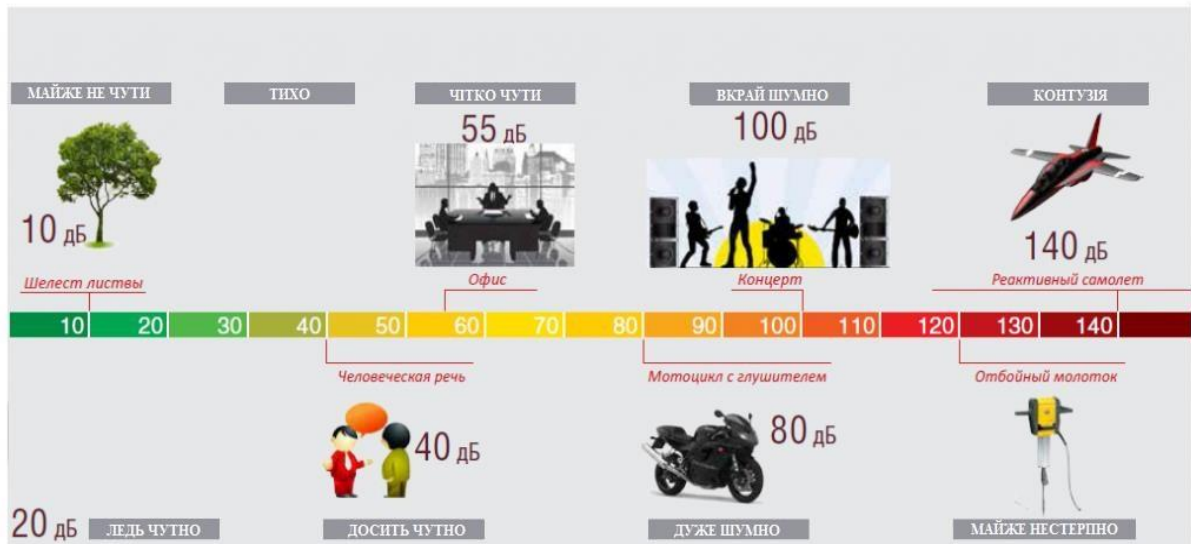 МАЙЖЕ НЕ ЧУТИ
ТИХО
ЧІТКО ЧУТИ
ВКРАЙ ШУМНО
КОНТУЗІЯ
55 дБ
100 дБ
10 дБ
140 дБ
Шелест листвы
Офис
Концерт
Реактивный самолет
10 20 30 40 50 60 70 80 90 100 110 120 130 140
Человеческая речь
Мотоцикл с глушителем
Отбойный молоток
40 дБ
80 дБ
20 дБ
ЛЕДЬ ЧУТНО
ДОСИТЬ ЧУТНО
ДУЖЕ ШУМНО
МАЙЖЕ НЕСТЕРПНО